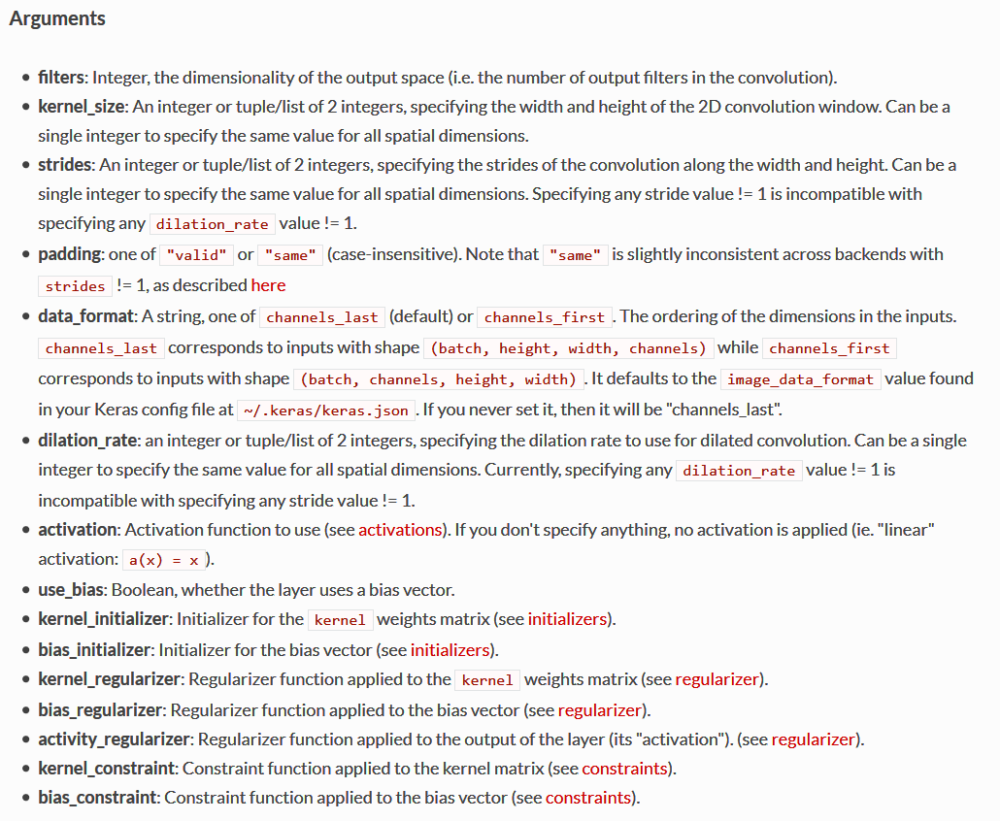 Arguments
• filters: Integer, the dimensionality of the output space (i.e. the number of output filters in the convolution).
• kernel_size: An integer or tuple/list of 2 integers, specifying the width and height of the 2D convolution window. Can be a
single integer to specify the same value for all spatial dimensions.
• strides: An integer or tuple/list of 2 integers, specifying the strides of the convolution along the width and height. Can be a
single integer to specify the same value for all spatial dimensions. Specifying any stride value != 1 is incompatible with
specifying any dilation_rate value != 1.
• padding: one of "valid" or "same" (case-insensitive). Note that "same" is slightly inconsistent across backends with
strides != 1, as described here
• data_format: A string, one of channels_last (default) or channels_first. The ordering of the dimensions in the inputs.
channels_last corresponds to inputs with shape (batch, height, width, channels) while channels_first
corresponds to inputs with shape (batch, channels, height, width). It defaults to the image_data_format value found
in your Keras config file at ~/.keras/keras.json. If you never set it, then it will be "channels_last".
• dilation_rate: an integer or tuple/list of 2 integers, specifying the dilation rate to use for dilated convolution. Can be a single
integer to specify the same value for all spatial dimensions. Currently, specifying any dilation_rate value != 1 is
incompatible with specifying any stride value != 1.
• activation: Activation function to use (see activations). If you don't specify anything, no activation is applied (ie. "linear"
activation: a(x) = x).
• use_bias: Boolean, whether the layer uses a bias vector.
• kernel_initializer: Initializer for the kernel weights matrix (see initializers).
• bias_initializer: Initializer for the bias vector (see initializers).
• kernel_regularizer: Regularizer function applied to the kernel weights matrix (see regularizer).
• bias_regularizer: Regularizer function applied to the bias vector (see regularizer).
• activity_regularizer: Regularizer function applied to the output of the layer (its "activation"). (see regularizer).
• kernel_constraint: Constraint function applied to the kernel matrix (see constraints).
• bias_constraint: Constraint function applied to the bias vector (see constraints).